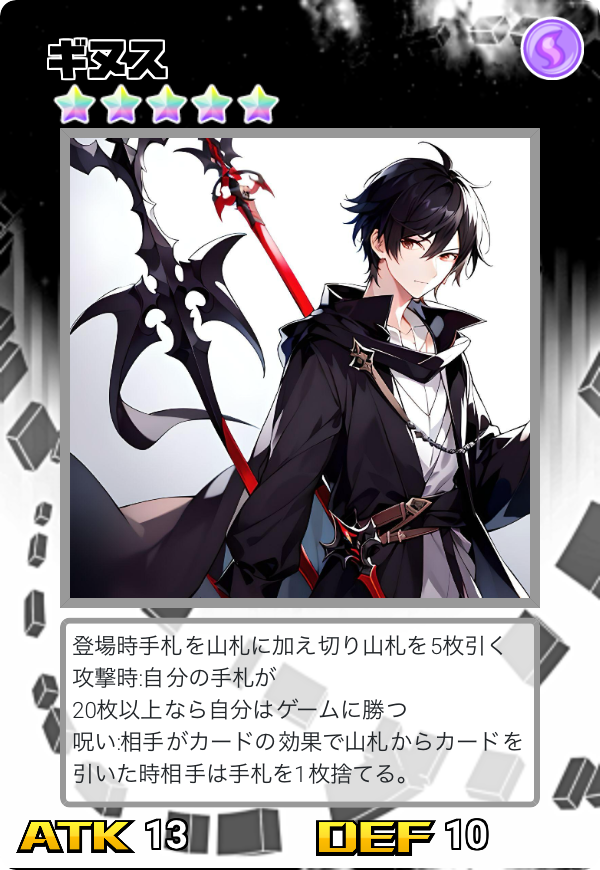 ギヌス
登場時手札を山札に加え切り山札を5枚引く
攻撃時:自分の手札が
20枚以上なら自分はゲームに勝つ
呪い:相手がカードの効果で山札からカードを
引いた時相手は手札を1枚捨てる。
ATK 13 DEF 10